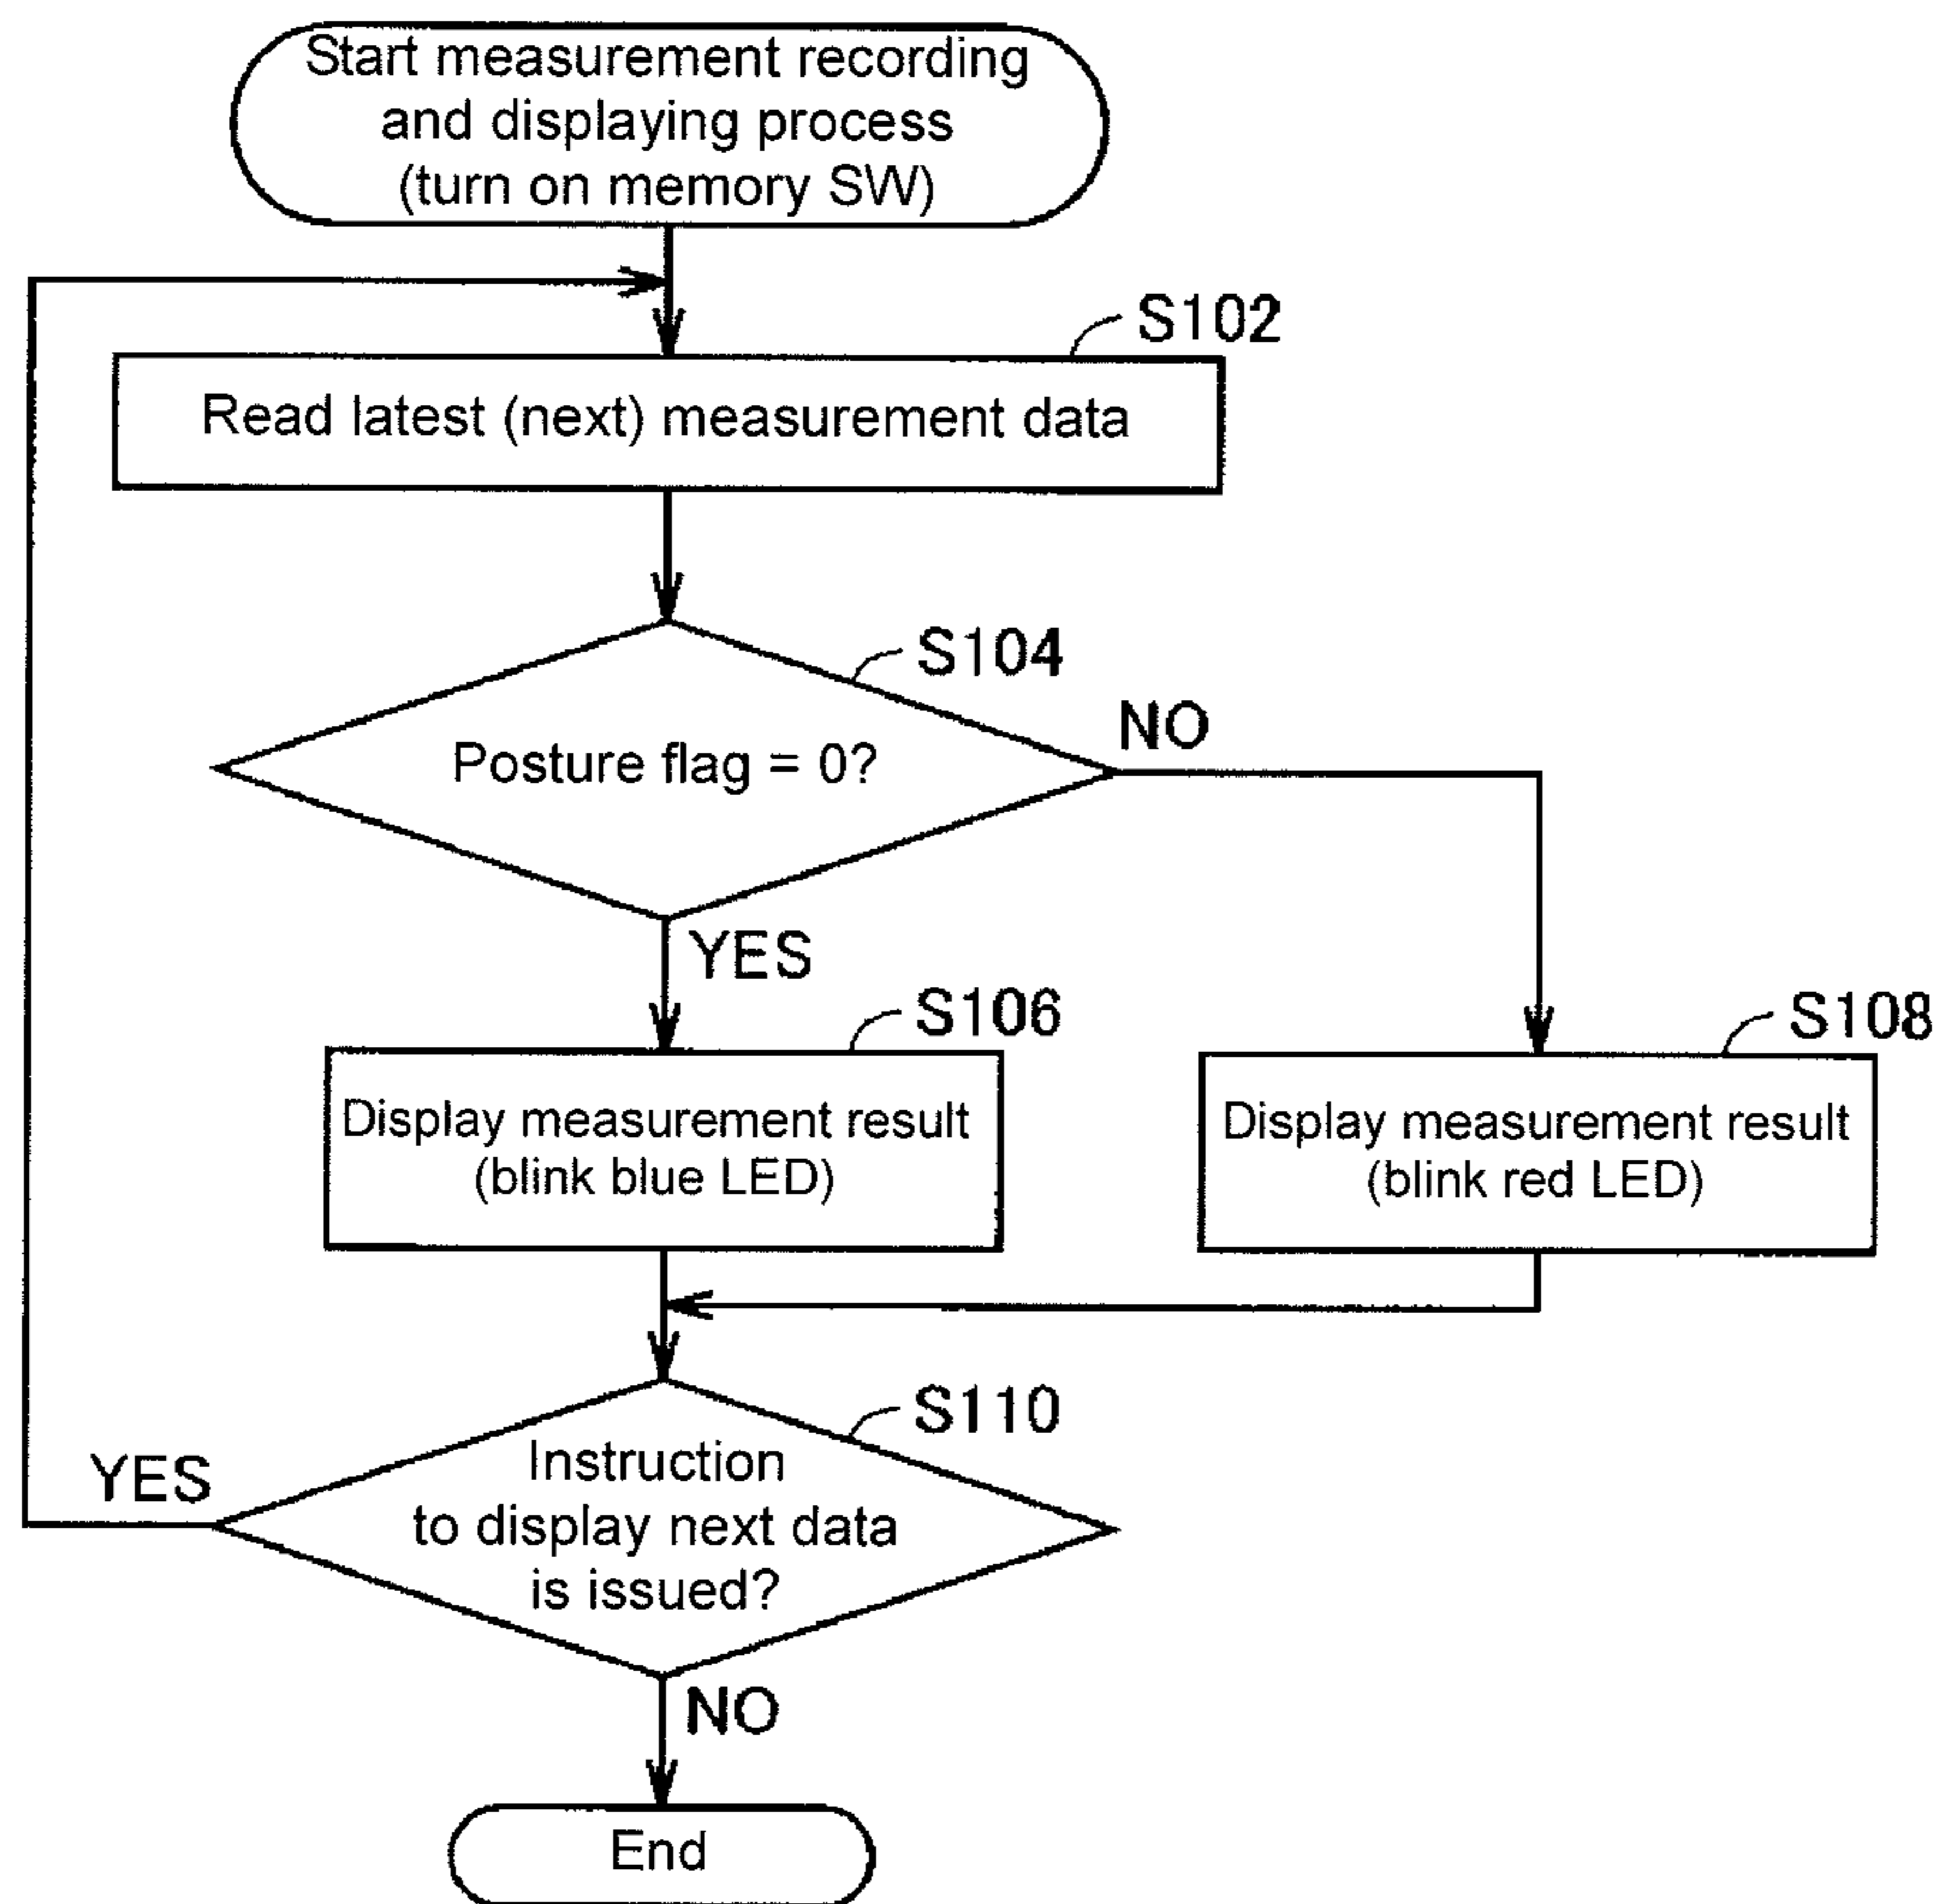 Start measurement recording
and displaying process
(turn on memory SW)
S102
Read latest (next) measurement data
S104
Posture flag = 0?
NO
YES
S106
S108
Display measurement result
(blink blue LED)
Display measurement result
(blink red LED)
S110
Instruction
to display next data
is issued?
YES
NO
End